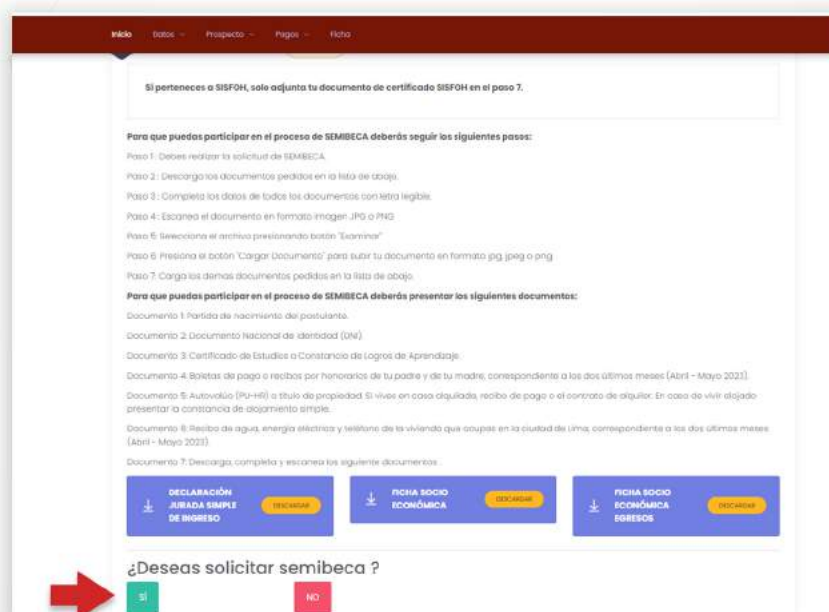 Inicio Datos Prospecto Pagos Ficha
Si perteneces a SISFOH, solo adjunta tu documento de certificado SISFOH en el paso 7.
Para que puedas participar en el proceso de SEMIBECA deberás seguir los siguientes pasos:
Paso 1: Debes realizar la solicitud de SEMIBECA.
Paso 2: Descarga los documentos pedidos en la lista de abajo.
Paso 3: Completa los datos de todos los documentos con letra legible.
Paso 4: Escanea el documento en formato imagen JPG o PNG
Paso 5: Selecciona el archivo presionando botón "Examinar"
Paso 6: Presiona el botón "Cargar Documento" para subir tu documento en formato jpg, jpeg o png
Paso 7: Carga los demas documentos pedidos en la lista de abajo.
Para que puedas participar en el proceso de SEMIBECA deberás presentar los siguientes documentos:
Documento 1: Partida de nacimiento del postulante.
Documento 2: Documento Nacional de Identidad (DNI)
Documento 3: Certificado de Estudios o Constancia de Logros de Aprendizaje.
Documento 4: Boletas de pago o recibos por honorarios de tu padre y de tu madre, correspondiente a los dos últimos meses (Abril - Mayo 2023).
Documento 5: Autovalúo (PU-HR) o título de propiedad. Si vives en casa alquilada, recibo de pago o el contrato de alquiler. En caso de vivir alojado
presentar la constancia de alojamiento simple.
Documento 6: Recibo de agua, energía eléctrica y teléfono de la vivienda que ocupas en la ciudad de Lima, correspondiente a los dos últimos meses
(Abril - Mayo 2023).
Documento 7: Descarga, completa y escanea los siguiente documentos .
DECLARACIÓN
JURADA SIMPLE
DE INGRESO
DESCARGAR
FICHA SOCIO
ECONÓMICA
DESCARGAR
FICHA SOCIO
ECONÓMICA
EGRESOS
DESCARGAR
¿Deseas solicitar semibeca ?
SÍ NO